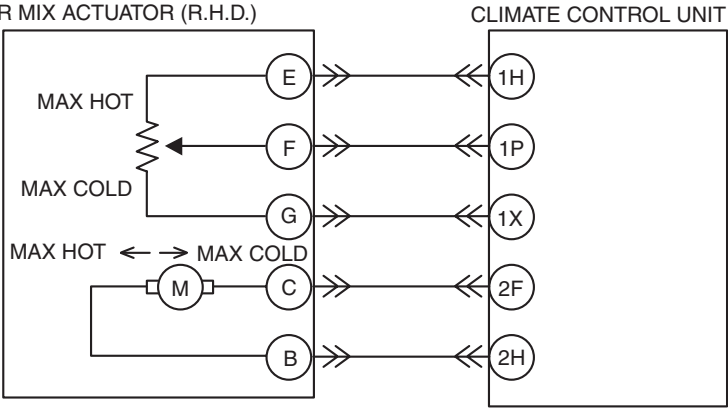 R MIX ACTUATOR (R.H.D.)
CLIMATE CONTROL UNIT
E
1H
MAX HOT
F
1P
MAX COLD
G
1X
MAX HOT
MAX COLD
M
C
2F
B
2H